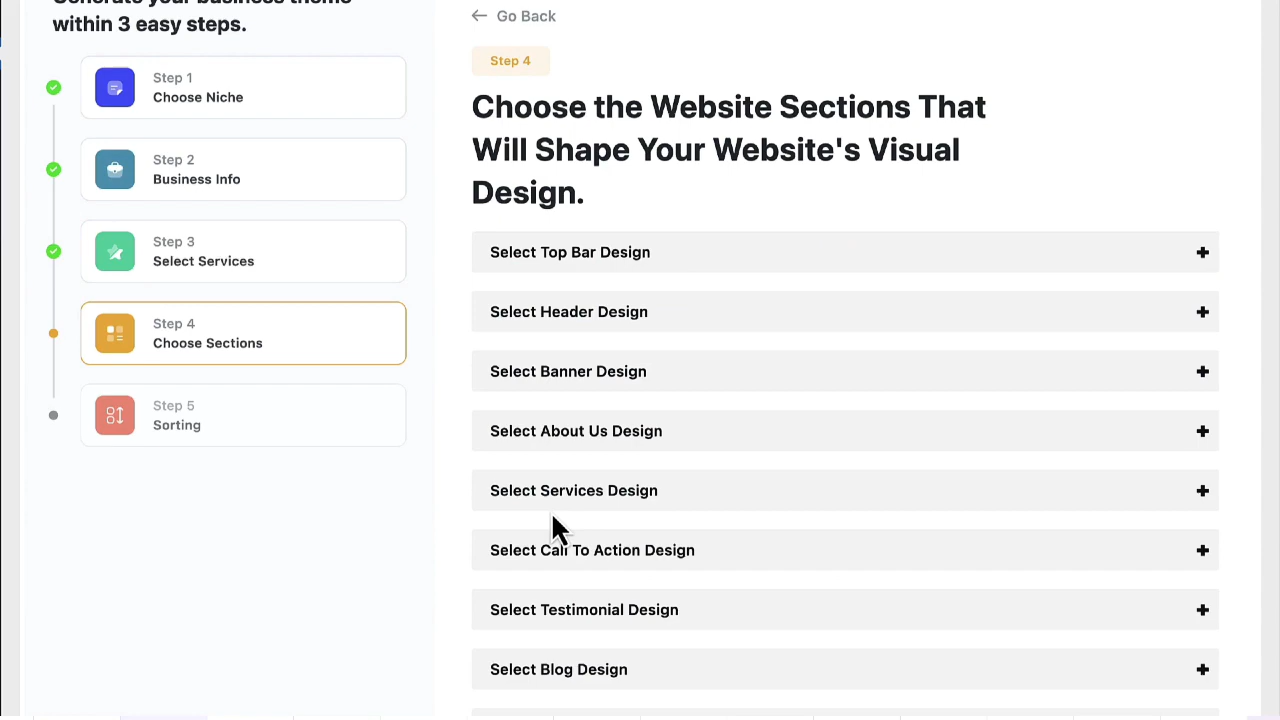 Generate your business theme
within 3 easy steps.
Step 1
Choose Niche
Step 2
Business Info
Step 3
Select Services
Step 4
Choose Sections
Step 5
Sorting
Go Back
Step 4
Choose the Website Sections That
Will Shape Your Website's Visual
Design.
Select Top Bar Design
Select Header Design
Select Banner Design
Select About Us Design
Select Services Design
Select Call To Action Design
Select Testimonial Design
Select Blog Design